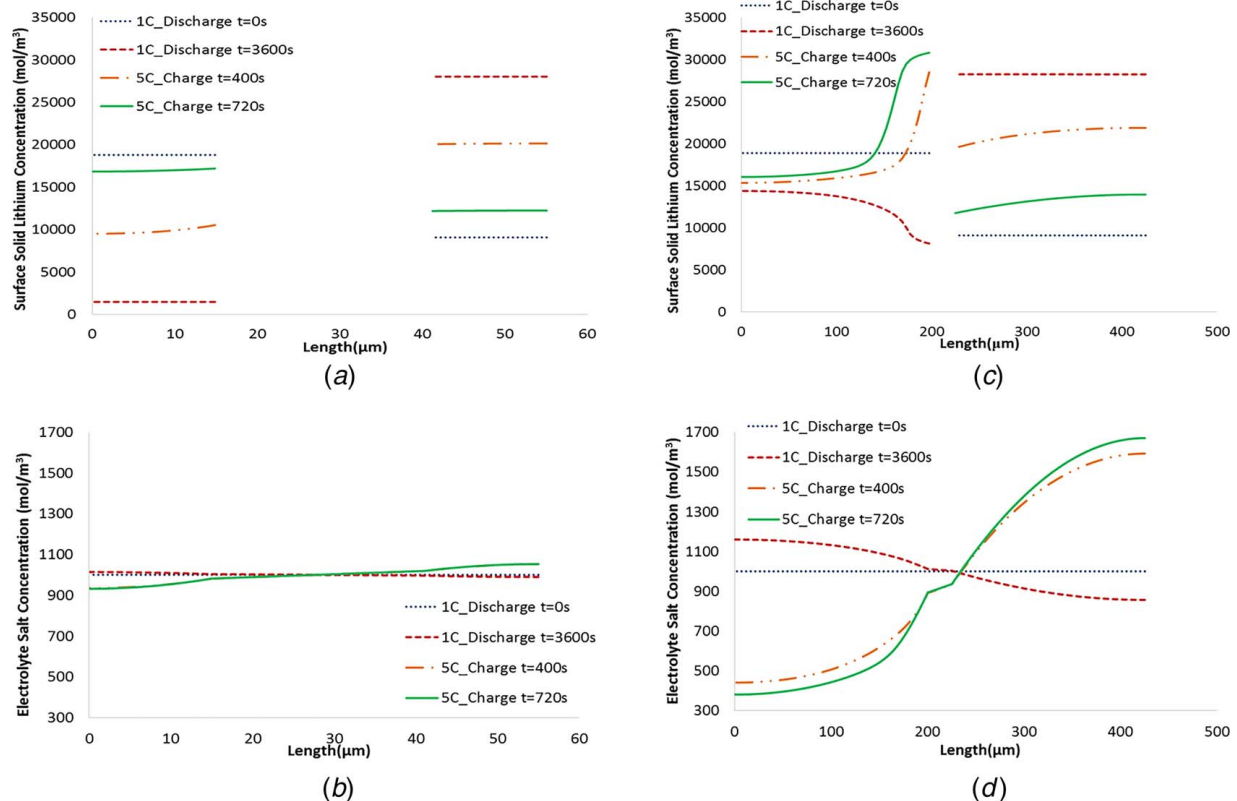 35000
30000
25000
20000
15000
10000
5000
0
Surface Solid Lithium Concentration (mol/m³)
1C_Discharge t=0s
1C_Discharge t=3600s
5C_Charge t=400s
5C_Charge t=720s
0 10 20 30 40 50 60
Length(μm)
(a)
35000
30000
25000
20000
15000
10000
5000
0
Surface Solid Lithium Concentration (mol/m³)
1C_Discharge t=0s
1C_Discharge t=3600s
5C_Charge t=400s
5C_Charge t=720s
0 100 200 300 400 500
Length(μm)
(c)
1700
1500
1300
1100
900
700
500
300
Electrolyte Salt Concentration (mol/m³)
1C_Discharge t=0s
1C_Discharge t=3600s
5C_Charge t=400s
5C_Charge t=720s
0 10 20 30 40 50 60
Length(μm)
(b)
1700
1500
1300
1100
900
700
500
300
Electrolyte Salt Concentration (mol/m³)
1C_Discharge t=0s
1C_Discharge t=3600s
5C_Charge t=400s
5C_Charge t=720s
0 100 200 300 400 500
Length(μm)
(d)